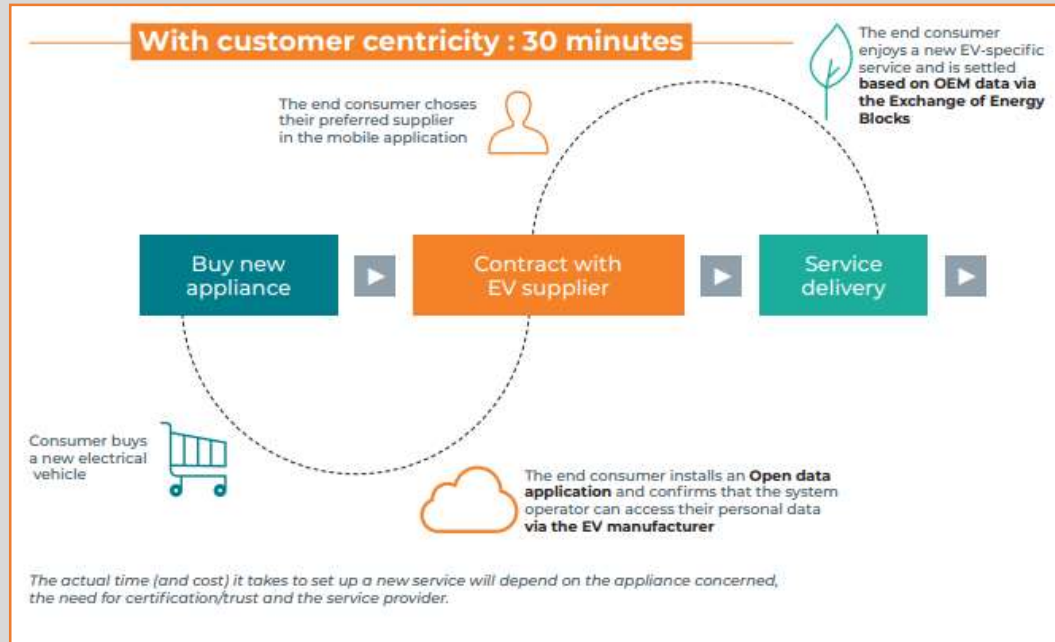 With customer centricity : 30 minutes
The end consumer
enjoys a new EV-specific
service and is settled
based on OEM data via
the Exchange of Energy
Blocks
The end consumer choses
their preferred supplier
in the mobile application
Buy new
appliance
Contract with
EV supplier
Service
delivery
Consumer buys
a new electrical
vehicle
The end consumer installs an Open data
application and confirms that the system
operator can access their personal data
via the EV manufacturer
The actual time (and cost) it takes to set up a new service will depend on the appliance concerned,
the need for certification/trust and the service provider.